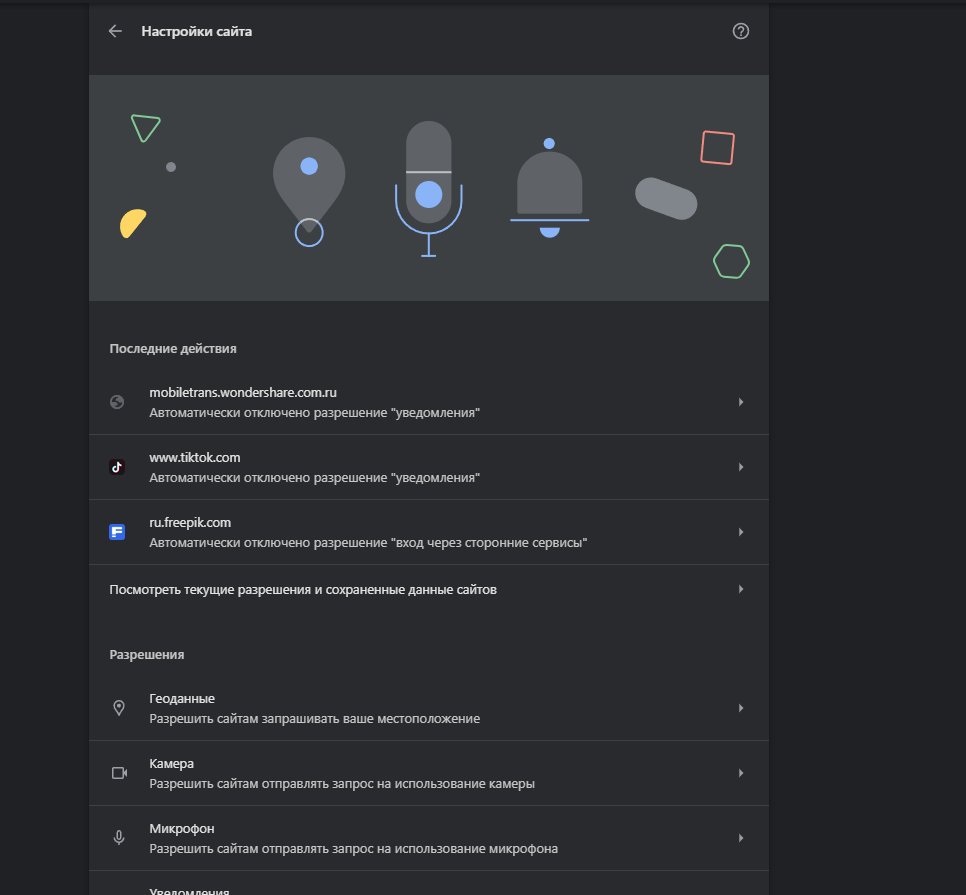 Настройки сайта
Последние действия
mobiletrans.wondershare.com.ru
Автоматически отключено разрешение "уведомления"
www.tiktok.com
Автоматически отключено разрешение "уведомления"
ru.freepik.com
Автоматически отключено разрешение "вход через сторонние сервисы"
Посмотреть текущие разрешения и сохраненные данные сайтов
Разрешения
Геоданные
Разрешить сайтам запрашивать ваше местоположение
Камера
Разрешить сайтам отправлять запрос на использование камеры
Микрофон
Разрешить сайтам отправлять запрос на использование микрофона
Уведомления